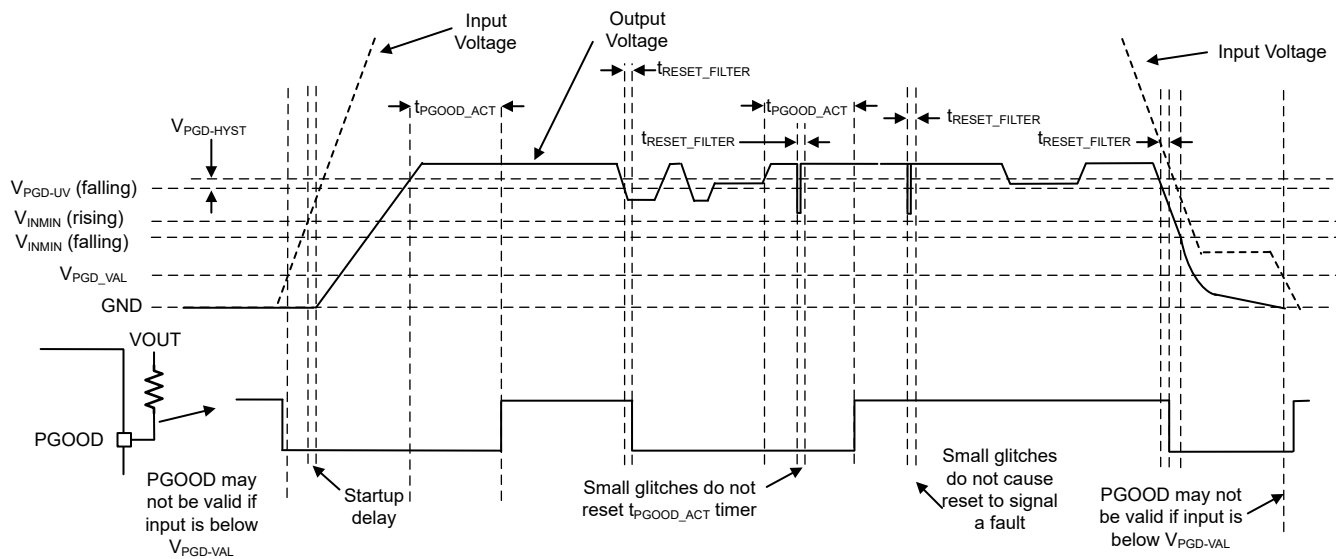 Input
Voltage
Output
Voltage
Input Voltage
tRESET_FILTER
tPGOOD_ACT
tPGOOD_ACT
tRESET_FILTER
VPGD-HYST
tRESET_FILTER
tRESET_FILTER
VPGD-UV (falling)
VINMIN (rising)
VINMIN (falling)
VPGD_VAL
GND
VOUT
PGOOD
PGOOD may
not be valid if
input is below
VPGD-VAL
Startup
delay
Small glitches do not
reset tPGOOD_ACT timer
Small glitches
do not cause
reset to signal
a fault
PGOOD may not
be valid if input is
below VPGD-VAL